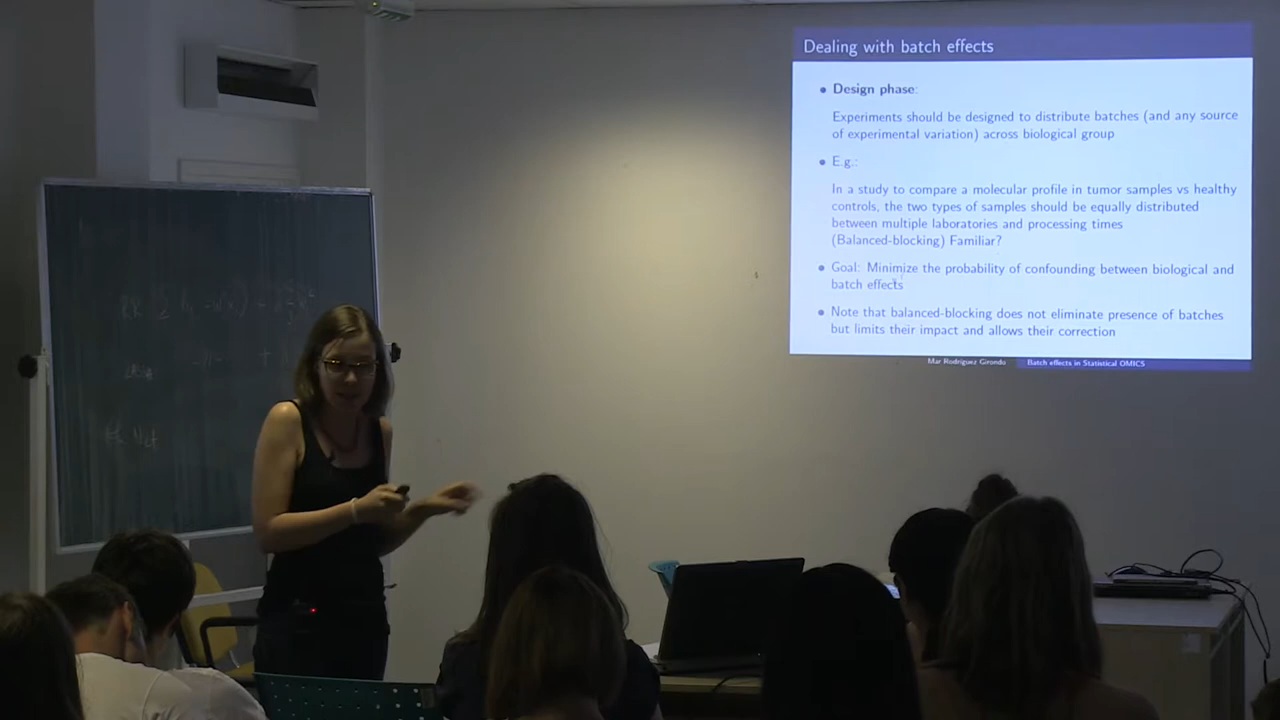 Dealing with batch effects
Design phase:
Experiments should be designed to distribute batches (and any source
of experimental variation) across biological group
E.g.:
In a study to compare a molecular profile in tumor samples vs healthy
controls, the two types of samples should be equally distributed
between multiple laboratories and processing times
(Balanced-blocking) Familiar?
Goal: Minimize the probability of confounding between biological and
batch effects
Note that balanced-blocking does not eliminate presence of batches
but limits their impact and allows their correction
Mar Rodríguez Girondo
Batch effects in Statistical OMICS
RR
Net